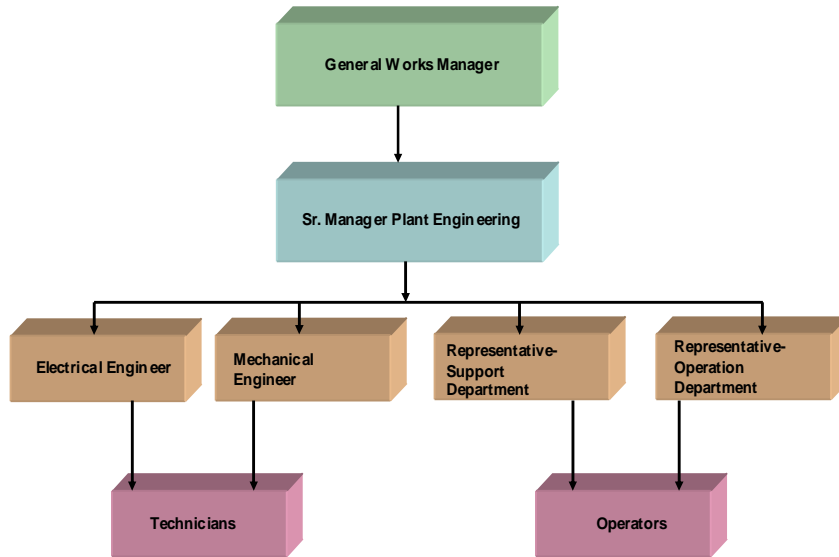 General Works Manager
Sr. Manager Plant Engineering
Electrical Engineer
Mechanical
Engineer
Representative-
Support
Department
Representative-
Operation
Department
Technicians
Operators